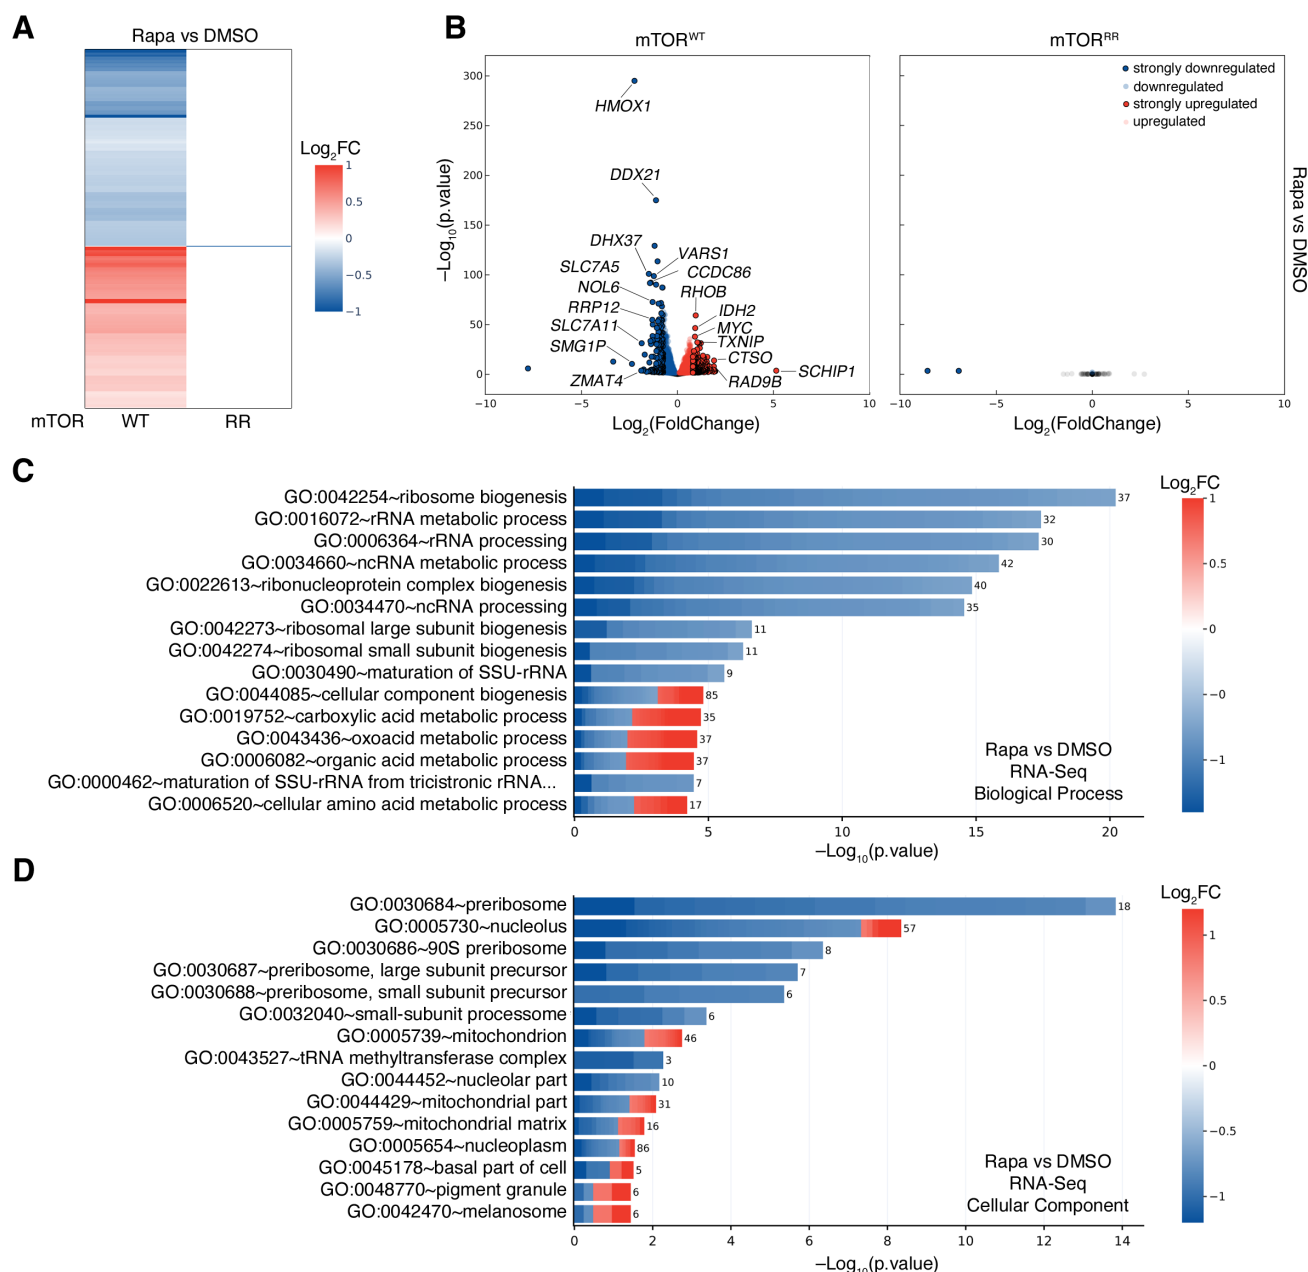 A
Rapa vs DMSO
Log2FC
1
0.5
0
−0.5
−1
mTOR WT RR
B
mTORWT
mTORRR
300
250
200
150
100
50
0
−Log10(p.value)
HMOX1
DDX21
DHX37
VARS1
SLC7A5
CCDC86
NOL6
RHOB
RRP12
IDH2
SLC7A11
MYC
TXNIP
SMG1P
CTSO
ZMAT4
RAD9B
SCHIP1
−10 −5 0 5 10
Log2(FoldChange)
strongly downregulated
downregulated
strongly upregulated
upregulated
−10 −5 0 5 10
Log2(FoldChange)
Rapa vs DMSO
C
GO:0042254~ribosome biogenesis 37
GO:0016072~rRNA metabolic process 32
GO:0006364~rRNA processing 30
GO:0034660~ncRNA metabolic process 42
GO:0022613~ribonucleoprotein complex biogenesis 40
GO:0034470~ncRNA processing 35
GO:0042273~ribosomal large subunit biogenesis 11
GO:0042274~ribosomal small subunit biogenesis 11
GO:0030490~maturation of SSU-rRNA 9
GO:0044085~cellular component biogenesis 85
GO:0019752~carboxylic acid metabolic process 35
GO:0043436~oxoacid metabolic process 37
GO:0006082~organic acid metabolic process 37
GO:0000462~maturation of SSU-rRNA from tricistronic rRNA... 7
GO:0006520~cellular amino acid metabolic process 17
Rapa vs DMSO
RNA-Seq
Biological Process
0 5 10 15 20
−Log10(p.value)
Log2FC
1
0.5
0
−0
−1
D
GO:0030684~preribosome 18
GO:0005730~nucleolus 57
GO:0030686~90S preribosome 8
GO:0030687~preribosome, large subunit precursor 7
GO:0030688~preribosome, small subunit precursor 6
GO:0032040~small-subunit processome 6
GO:0005739~mitochondrion 46
GO:0043527~tRNA methyltransferase complex 3
GO:0044452~nucleolar part 10
GO:0044429~mitochondrial part 31
GO:0005759~mitochondrial matrix 16
GO:0005654~nucleoplasm 86
GO:0045178~basal part of cell 5
GO:0048770~pigment granule 6
GO:0042470~melanosome 6
Rapa vs DMSO
RNA-Seq
Cellular Component
0 2 4 6 8 10 12 14
−Log10(p.value)
Log2FC
1
0.5
0
−0.5
−1